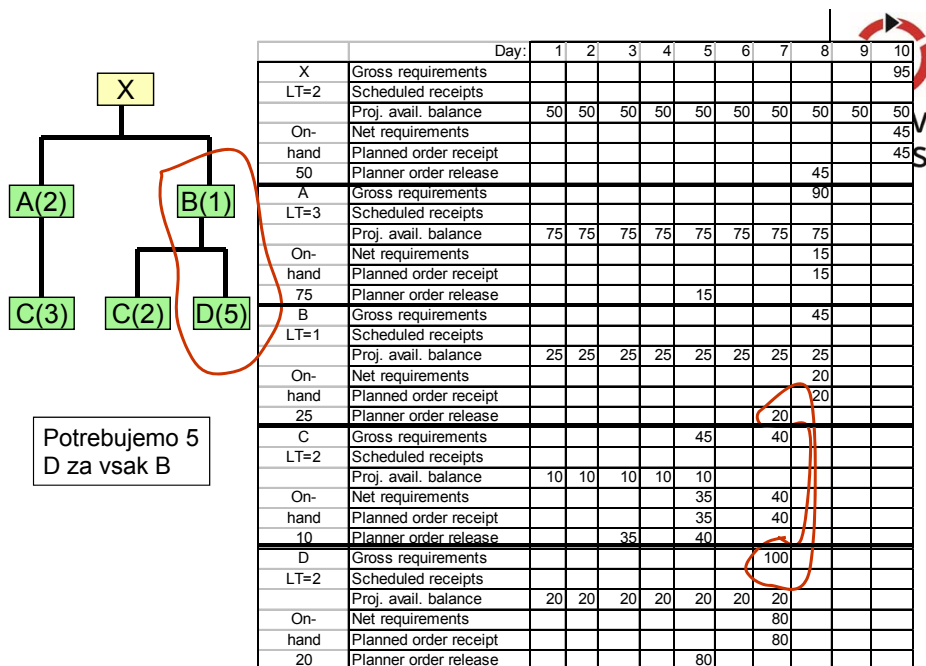 X
A(2) B(1)
C(3) C(2) D(5)
Potrebujemo 5
D za vsak B
Day: 1 2 3 4 5 6 7 8 9 10
X Gross requirements 95
LT=2 Scheduled receipts
Proj. avail. balance 50 50 50 50 50 50 50 50 50 50
On- Net requirements 45
hand Planned order receipt 45
50 Planner order release 45
A Gross requirements 90
LT=3 Scheduled receipts
Proj. avail. balance 75 75 75 75 75 75 75 75
On- Net requirements 15
hand Planned order receipt 15
75 Planner order release 15
B Gross requirements 45
LT=1 Scheduled receipts
Proj. avail. balance 25 25 25 25 25 25 25 25
On- Net requirements 20
hand Planned order receipt 20
25 Planner order release 20
C Gross requirements 45 40
LT=2 Scheduled receipts
Proj. avail. balance 10 10 10 10 10
On- Net requirements 35 40
hand Planned order receipt 35 40
10 Planner order release 35 40
D Gross requirements 100
LT=2 Scheduled receipts
Proj. avail. balance 20 20 20 20 20 20 20
On- Net requirements 80
hand Planned order receipt 80
20 Planner order release 80